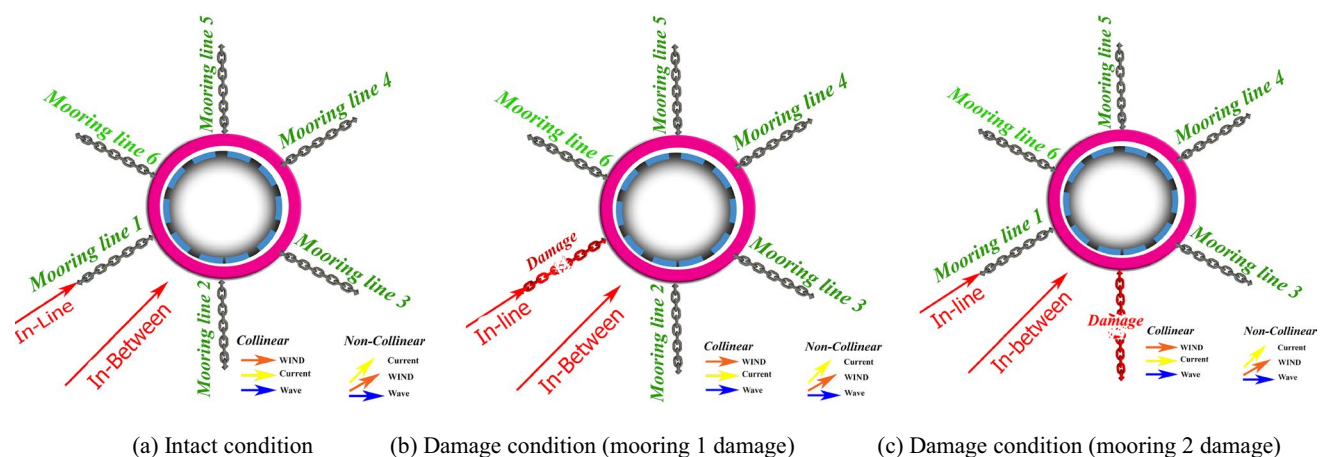 Mooring line 5
Mooring line 4
Mooring line 6
Mooring line 1
Mooring line 3
Mooring line 2
In-Line
In-Between
Collinear
WIND
Current
Wave
Non-Collinear
Current
WIND
Wave
(a) Intact condition
Mooring line 5
Mooring line 4
Mooring line 6
Damage
Mooring line 3
Mooring line 2
In-line
In-Between
Collinear
WIND
Current
Wave
Non-Collinear
Current
WIND
Wave
(b) Damage condition (mooring 1 damage)
Mooring line 5
Mooring line 4
Mooring line 6
Mooring line 1
Mooring line 3
In-line
In-between
Damage
Collinear
WIND
Current
Wave
Non-Collinear
Current
WIND
Wave
(c) Damage condition (mooring 2 damage)